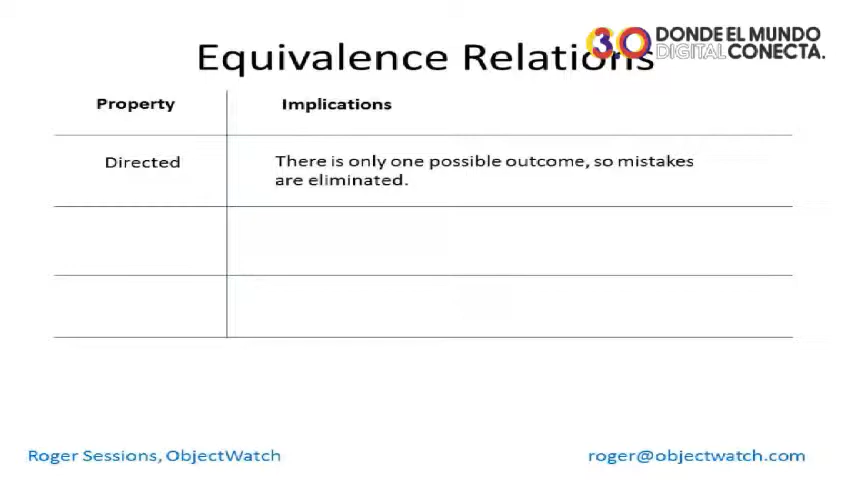 30 DONDE EL MUNDO
DIGITAL CONECTA.
Equivalence Relations
Property Implications
Directed There is only one possible outcome, so mistakes
are eliminated.
Roger Sessions, ObjectWatch roger@objectwatch.com